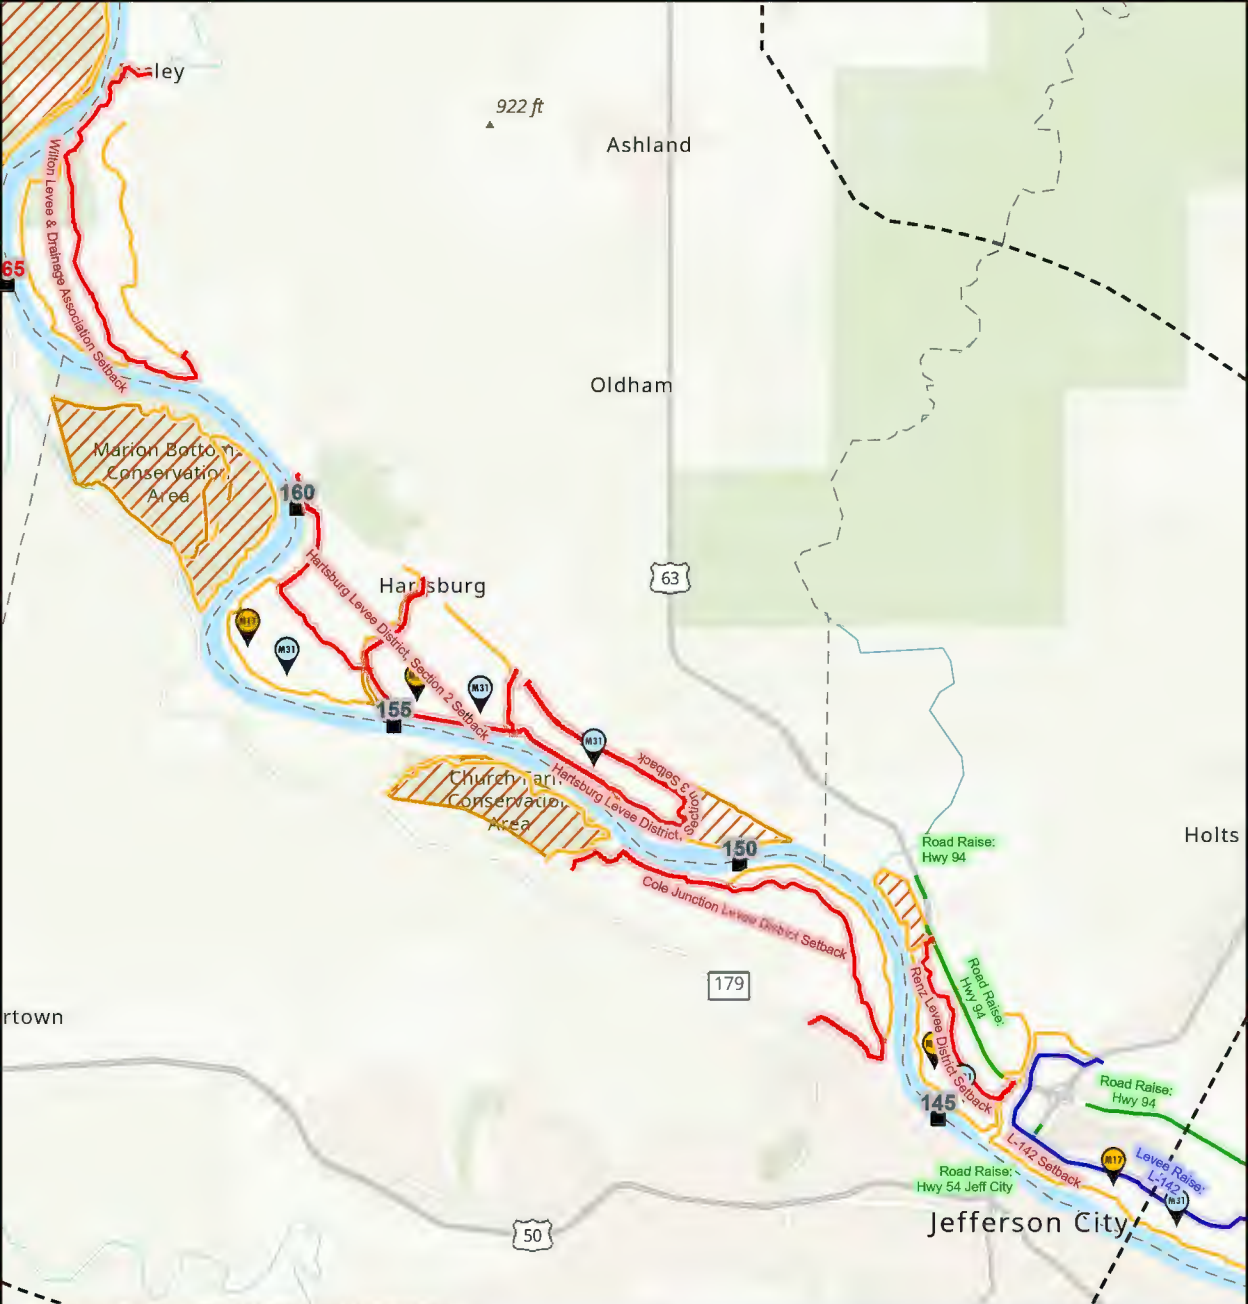 922 ft
Ashland
Wilton Levee & Drainage Association Setback
65
Oldham
Marion Bottom
Conservation
Area
160
Hartsburg
63
Hartsburg Levee District, Section 2 Setback
M17
M31
M31
155
M31
Section 3 Setback
Hartsburg Levee District,
Church Farm
Conservation
Area
150
Road Raise:
Hwy 94
Holts
Cole Junction Levee District Setback
179
Renz Levee District Setback
Road Raise:
Hwy 94
rtown
145
Road Raise:
Hwy 94
L-142 Setback
M17
Levee Raise:
L-142
M31
Road Raise:
Hwy 54 Jeff City
Jefferson City
50